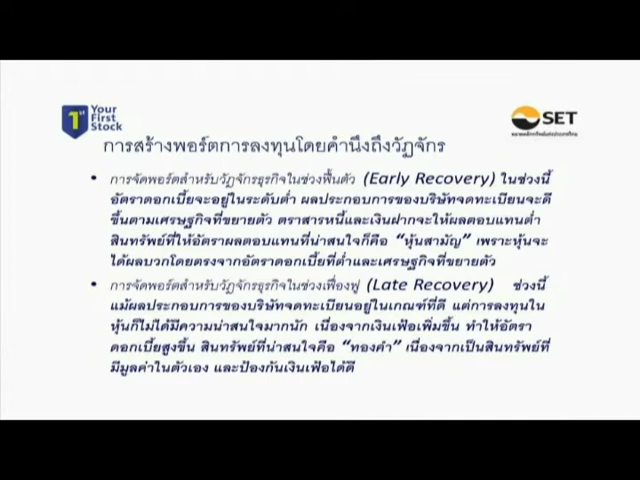 1st Your
First
Stock
SET
ตลาดหลักทรัพย์แห่งประเทศไทย
การสร้างพอร์ตการลงทุนโดยคำนึงถึงวัฏจักร
• การจัดพอร์ตสำหรับวัฏจักรธุรกิจในช่วงฟื้นตัว (Early Recovery) ในช่วงนี้
อัตราดอกเบี้ยจะอยู่ในระดับต่ำ ผลประกอบการของบริษัทจดทะเบียนจะดี
ขึ้นตามเศรษฐกิจที่ขยายตัว ตราสารหนี้และเงินฝากจะให้ผลตอบแทนต่ำ
สินทรัพย์ที่ให้อัตราผลตอบแทนที่น่าสนใจก็คือ “หุ้นสามัญ” เพราะหุ้นจะ
ได้ผลบวกโดยตรงจากอัตราดอกเบี้ยที่ต่ำและเศรษฐกิจที่ขยายตัว
• การจัดพอร์ตสำหรับวัฏจักรธุรกิจในช่วงเฟื่องฟู (Late Recovery) ช่วงนี้
แม้ผลประกอบการของบริษัทจดทะเบียนอยู่ในเกณฑ์ที่ดี แต่การลงทุนใน
หุ้นก็ไม่ได้มีความน่าสนใจมากนัก เนื่องจากเงินเฟ้อเพิ่มขึ้น ทำให้อัตรา
ดอกเบี้ยสูงขึ้น สินทรัพย์ที่น่าสนใจคือ “ทองคำ” เนื่องจากเป็นสินทรัพย์ที่
มีมูลค่าในตัวเอง และป้องกันเงินเฟ้อได้ดี